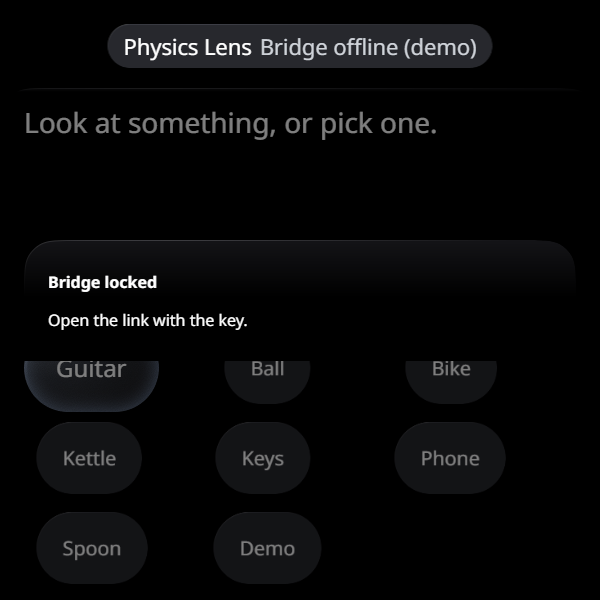 Physics Lens Bridge offline (demo)
Look at something, or pick one.
Bridge locked
Open the link with the key.
Guitar Ball Bike
Kettle Keys Phone
Spoon Demo